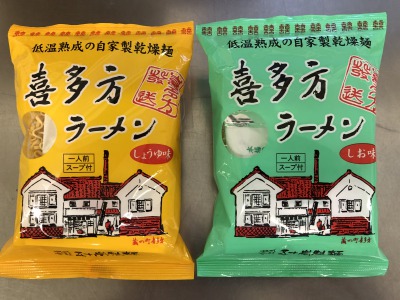 低温熟成の自家製乾燥麺
喜多方
ラーメン
一人前
スープ付
しょうゆ味
低温熟成の自家製乾燥麺
喜多方
ラーメン
一人前
スープ付
しお味